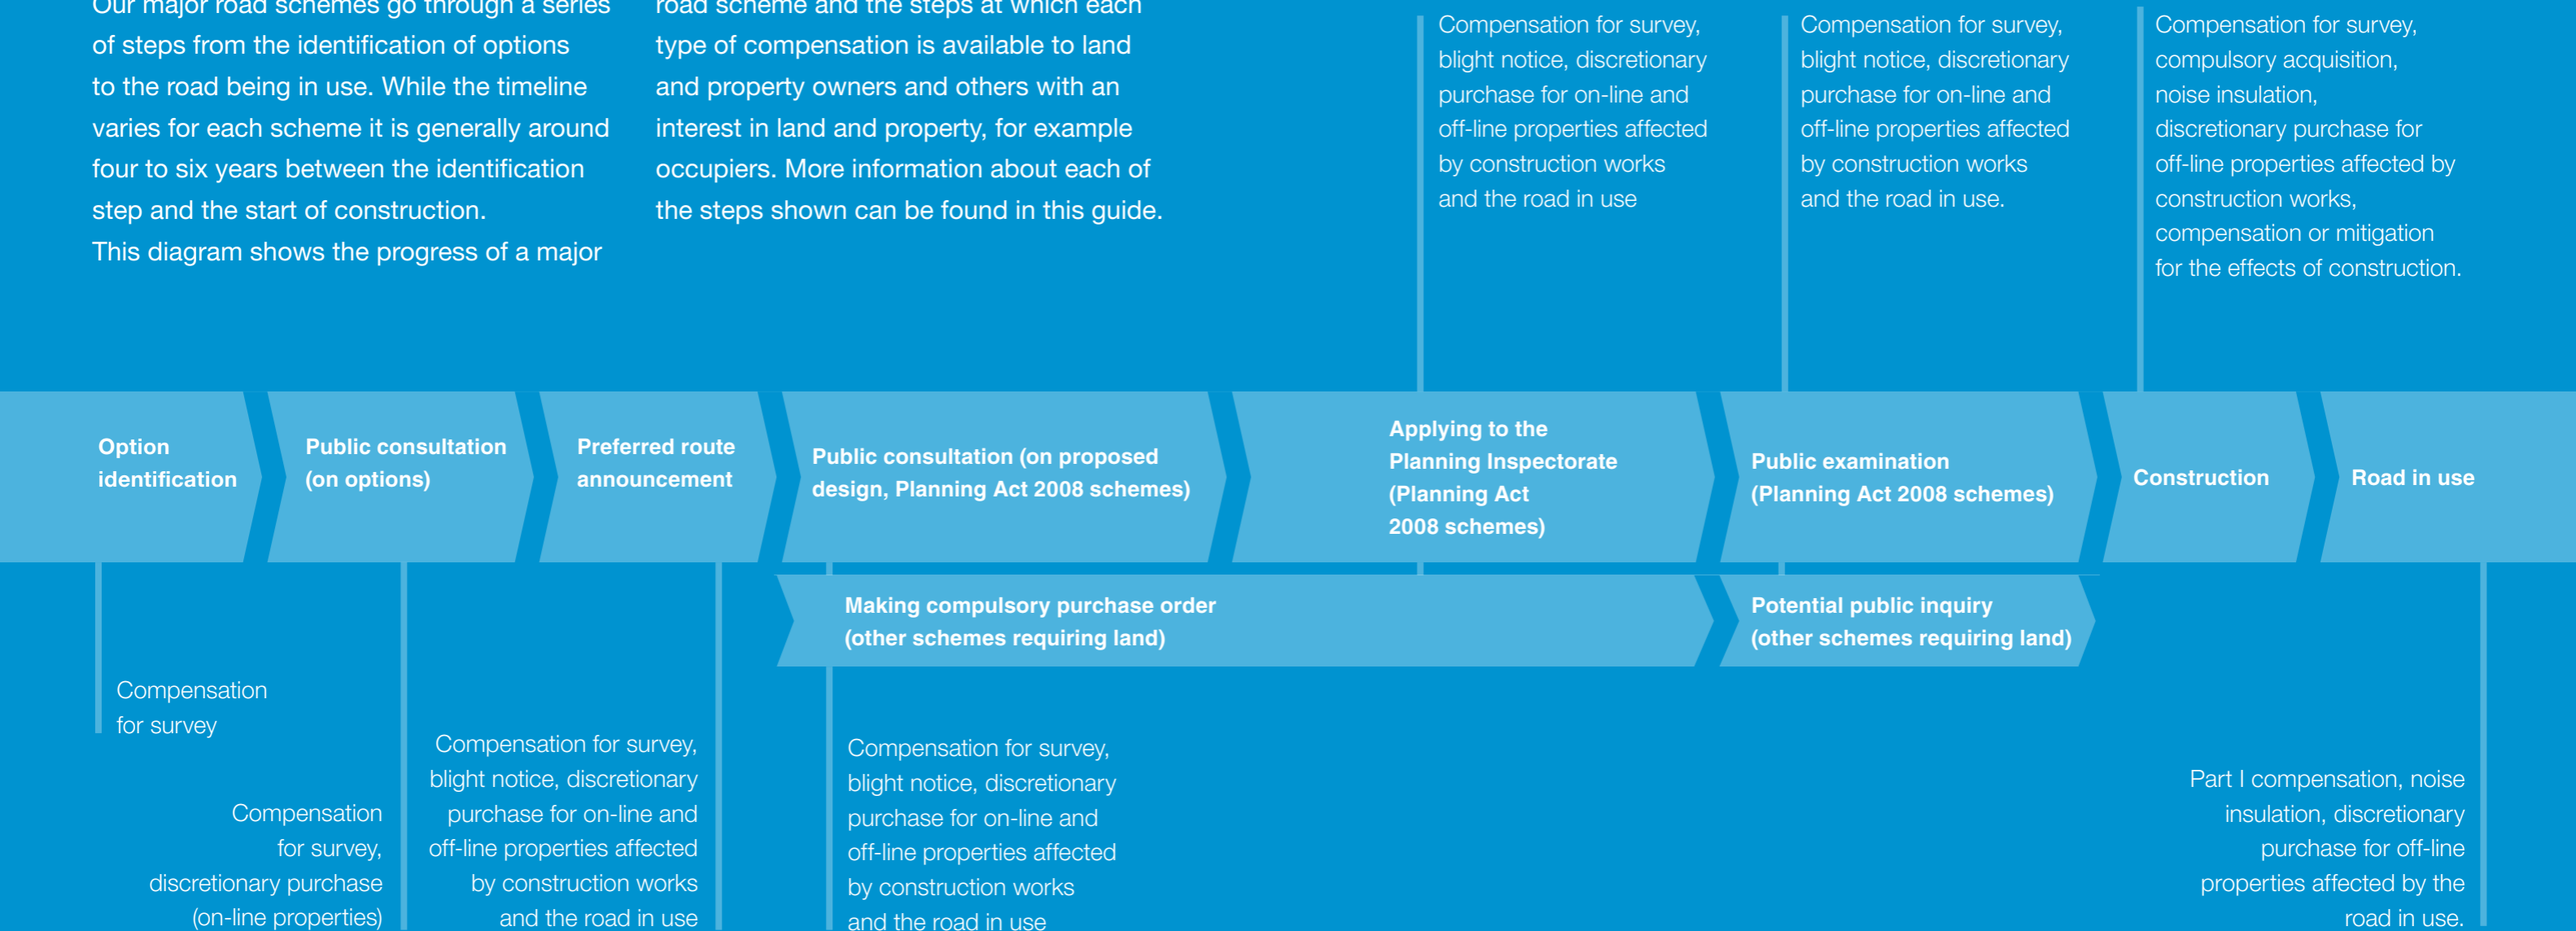 Our major road schemes go through a series
of steps from the identification of options
to the road being in use. While the timeline
varies for each scheme it is generally around
four to six years between the identification
step and the start of construction.
This diagram shows the progress of a major
road scheme and the steps at which each
type of compensation is available to land
and property owners and others with an
interest in land and property, for example
occupiers. More information about each of
the steps shown can be found in this guide.
Compensation for survey,
blight notice, discretionary
purchase for on-line and
off-line properties affected
by construction works
and the road in use
Compensation for survey,
blight notice, discretionary
purchase for on-line and
off-line properties affected
by construction works
and the road in use.
Compensation for survey,
compulsory acquisition,
noise insulation,
discretionary purchase for
off-line properties affected by
construction works,
compensation or mitigation
for the effects of construction.
Option
identification
Public consultation
(on options)
Preferred route
announcement
Public consultation (on proposed
design, Planning Act 2008 schemes)
Applying to the
Planning Inspectorate
(Planning Act
2008 schemes)
Public examination
(Planning Act 2008 schemes)
Construction
Road in use
Making compulsory purchase order
(other schemes requiring land)
Potential public inquiry
(other schemes requiring land)
Compensation
for survey
Compensation
for survey,
discretionary purchase
(on-line properties)
Compensation for survey,
blight notice, discretionary
purchase for on-line and
off-line properties affected
by construction works
and the road in use
Compensation for survey,
blight notice, discretionary
purchase for on-line and
off-line properties affected
by construction works
and the road in use
Part I compensation, noise
insulation, discretionary
purchase for off-line
properties affected by the
road in use.